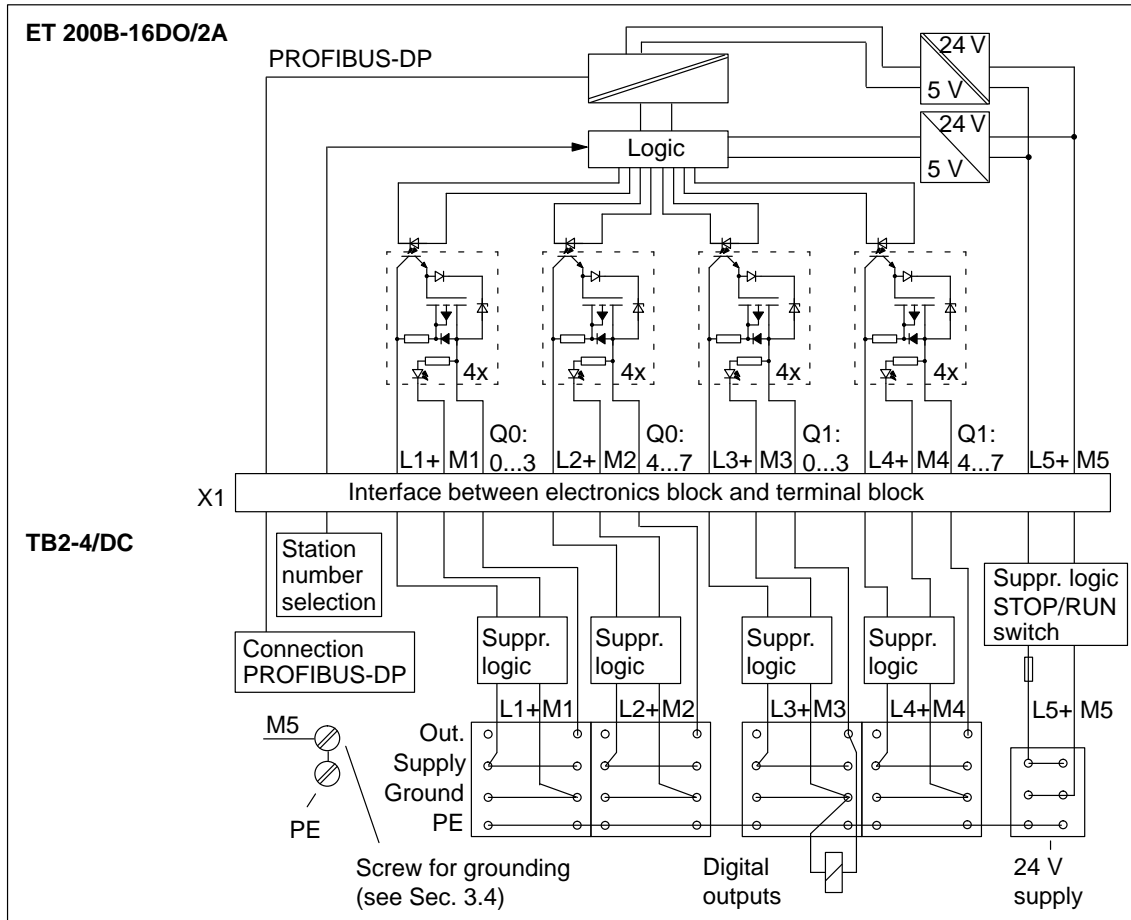 ET 200B-16DO/2A
PROFIBUS-DP
24 V
5 V
24 V
5 V
Logic
4x
4x
4x
4x
Q0:
Q0:
Q1:
Q1:
L1+ M1 0...3 L2+ M2 4...7 L3+ M3 0...3 L4+ M4 4...7 L5+ M5
X1
Interface between electronics block and terminal block
TB2-4/DC
Station
number
selection
Suppr. logic
STOP/RUN
switch
Connection
PROFIBUS-DP
Suppr.
logic
Suppr.
logic
Suppr.
logic
Suppr.
logic
L1+M1 L2+M2 L3+M3 L4+M4 L5+ M5
M5
PE
Out.
Supply
Ground
PE
Screw for grounding
(see Sec. 3.4)
Digital
outputs
24 V
supply